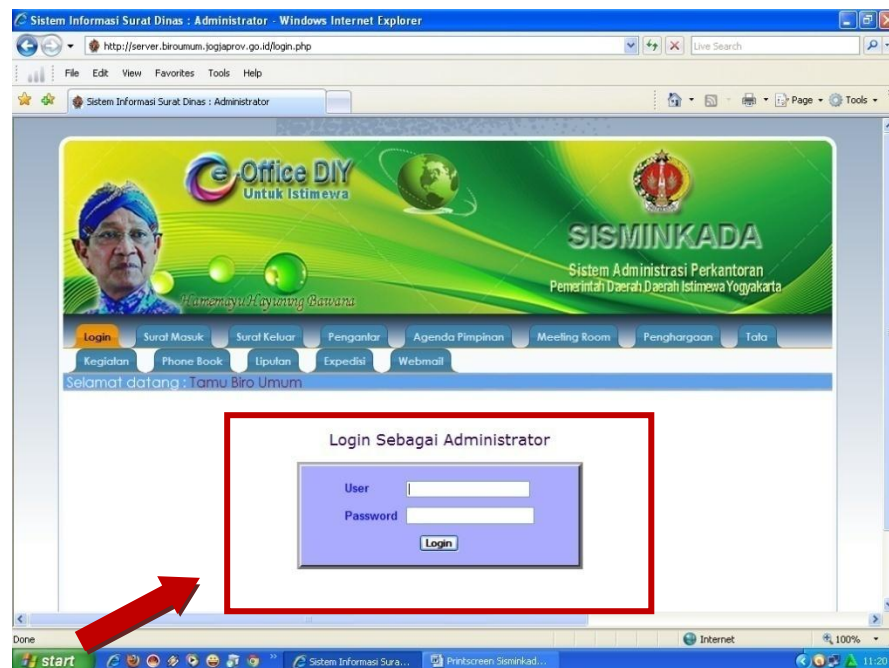 Sistem Informasi Surat Dinas : Administrator - Windows Internet Explorer
http://server.biroumum.jogjaprov.go.id/login.php
Live Search
File Edit View Favorites Tools Help
Sistem Informasi Surat Dinas : Administrator
Page Tools
e-Office DIY
Untuk Istimewa
SISMINKADA
Sistem Administrasi Perkantoran
Pemerintah Daerah Daerah Istimewa Yogyakarta
Hamemayu Hayuning Bawana
Login Surat Masuk Surat Keluar Pengantar Agenda Pimpinan Meeting Room Penghargaan Tata
Kegiatan Phone Book Liputan Expedisi Webmail
Selamat datang : Tamu Biro Umum
Login Sebagai Administrator
User
Password
Login
Done Internet 100%
start Sistem Informasi Sura... Printscreen Sisminkad... 11:20